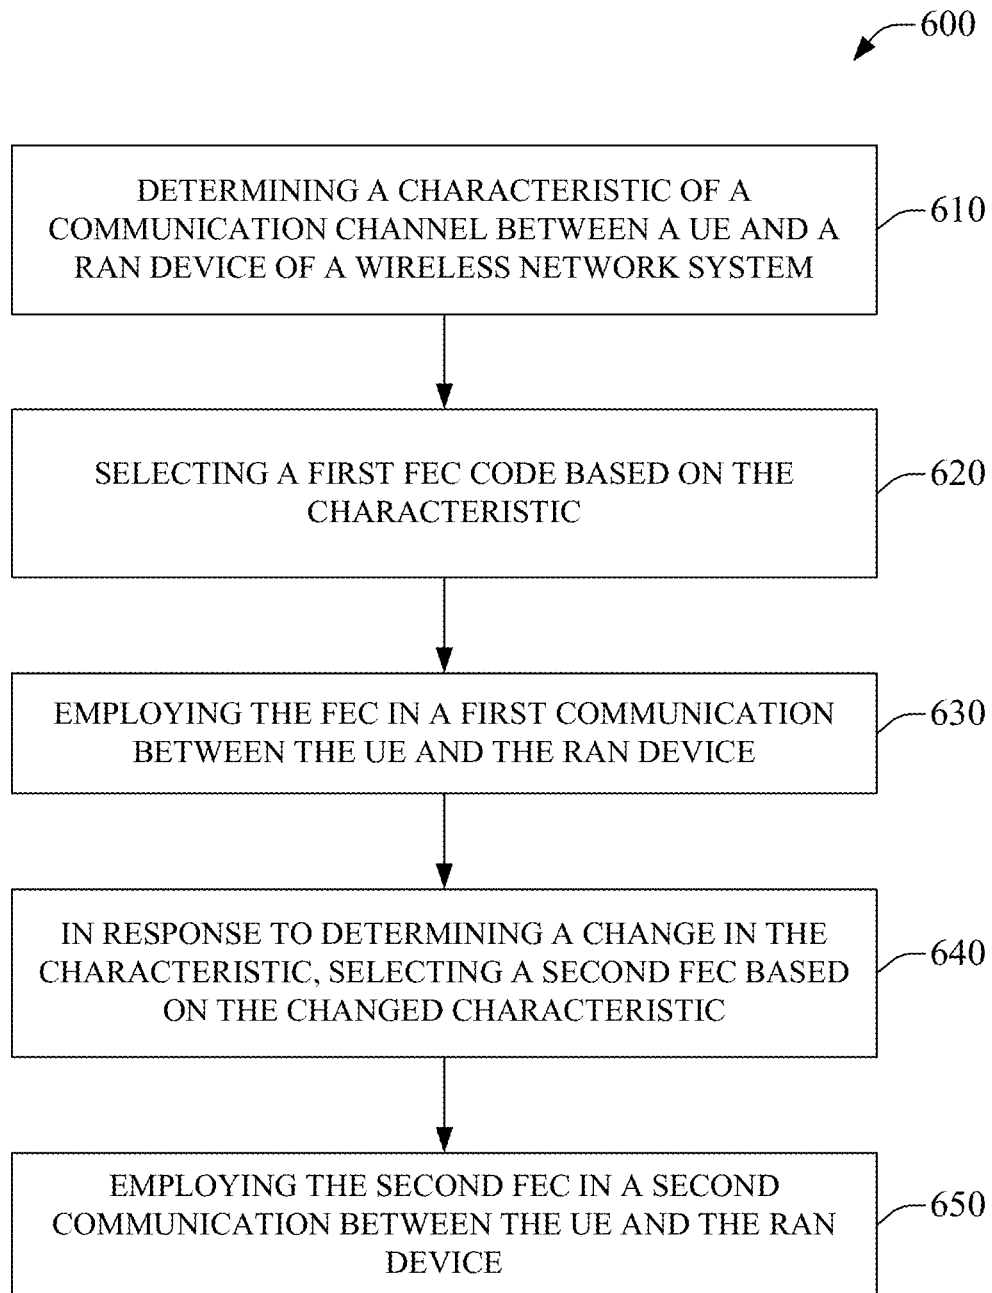 600
DETERMINING A CHARACTERISTIC OF A
COMMUNICATION CHANNEL BETWEEN A UE AND A
RAN DEVICE OF A WIRELESS NETWORK SYSTEM
610
SELECTING A FIRST FEC CODE BASED ON THE
CHARACTERISTIC
620
EMPLOYING THE FEC IN A FIRST COMMUNICATION
BETWEEN THE UE AND THE RAN DEVICE
630
IN RESPONSE TO DETERMINING A CHANGE IN THE
CHARACTERISTIC, SELECTING A SECOND FEC BASED
ON THE CHANGED CHARACTERISTIC
640
EMPLOYING THE SECOND FEC IN A SECOND
COMMUNICATION BETWEEN THE UE AND THE RAN
DEVICE
650